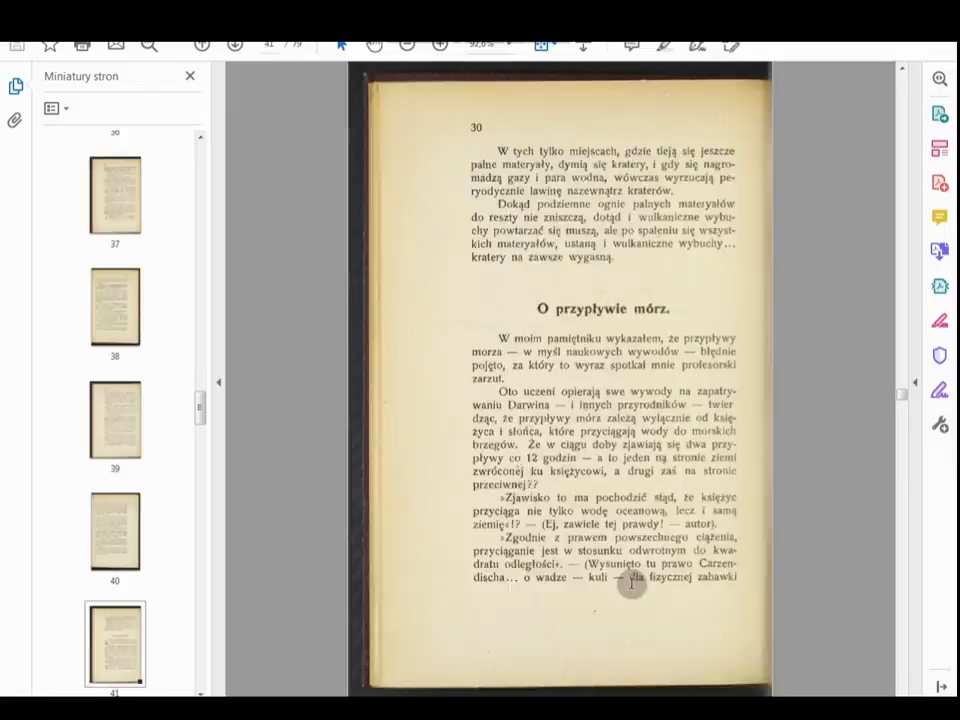 41 / 79
92,6%
Miniatury stron
36
37
38
39
40
41
30
W tych tylko miejscach, gdzie tleją się jeszcze
palne materyały, dymią się kratery, i gdy się nagro-
madzą gazy i para wodna, wówczas wyrzucają pe-
ryodycznie lawinę nazewnątrz kraterów.
Dokąd podziemne ognie palnych materyałów
do reszty nie zniszczą, dotąd i wulkaniczne wybu-
chy powtarzać się muszą, ale po spaleniu się wszyst-
kich materyałów, ustaną i wulkaniczne wybuchy...
kratery na zawsze wygasną.
O przypływie mórz.
W moim pamiętniku wykazałem, że przypływy
morza — w myśl naukowych wywodów — błędnie
pojęto, za który to wyraz spotkał mnie profesorski
zarzut.
Oto uczeni opierają swe wywody na zapatry-
waniu Darwina — i innych przyrodników — twier
dząc, że przypływy mórz zależą wyłącznie od księ-
życa i słońca, które przyciągają wody do morskich
brzegów. Że w ciągu doby zjawiają się dwa przy-
pływy co 12 godzin — a to jeden na stronie ziemi
zwróconej ku księżycowi, a drugi zaś na stronie
przeciwnej??
»Zjawisko to ma pochodzić stąd, że księżyc
przyciąga nie tylko wodę oceanową, lecz i samą
ziemię«!? — (Ej, zawiele tej prawdy! — autor).
»Zgodnie z prawem powszechnego ciążenia,
przyciąganie jest w stosunku odwrotnym do kwa-
dratu odległości«. — (Wysunięto tu prawo Carzen-
discha... o wadze — kuli — dla fizycznej zabawki